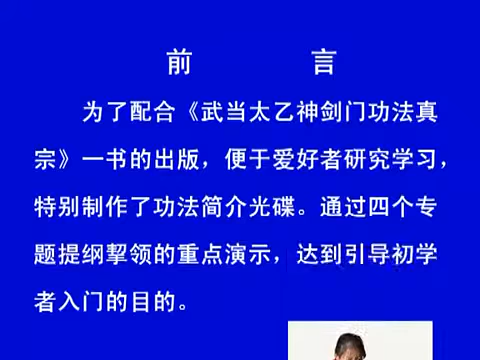 前 言
为了配合《武当太乙神剑门功法真
宗》一书的出版，便于爱好者研究学习，
特别制作了功法简介光碟。通过四个专
题提纲挈领的重点演示，达到引导初学
者入门的目的。